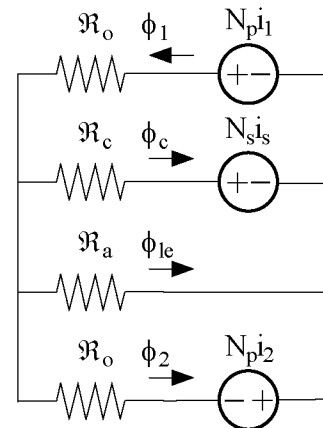 ℜo ϕ1 Npi1
+ −
ℜc ϕc Nsis
+ −
ℜa ϕle
ℜo ϕ2 Npi2
− +